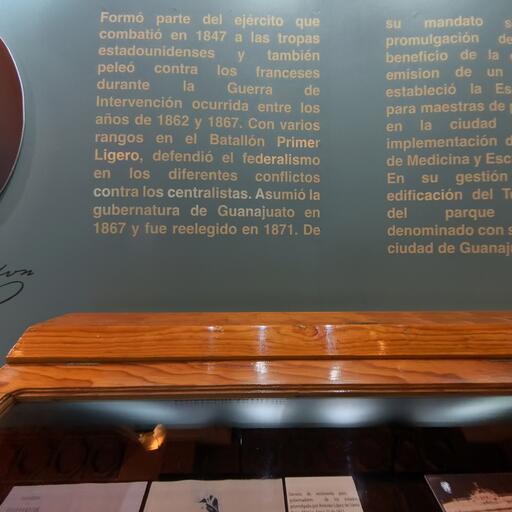 Formó parte del ejército que
combatió en 1847 a las tropas
estadounidenses y también
peleó contra los franceses
durante la Guerra de
Intervención ocurrida entre los
años de 1862 y 1867. Con varios
rangos en el Batallón Primer
Ligero, defendió el federalismo
en los diferentes conflictos
contra los centralistas. Asumió la
gubernatura de Guanajuato en
1867 y fue reelegido en 1871. De
su mandato s
promulgación de
beneficio de la
emision de un
estableció la Es
para maestras de
en la ciudad
implementación d
de Medicina y Esc
En su gestión
edificación del T
del parque
denominado con s
ciudad de Guanaj